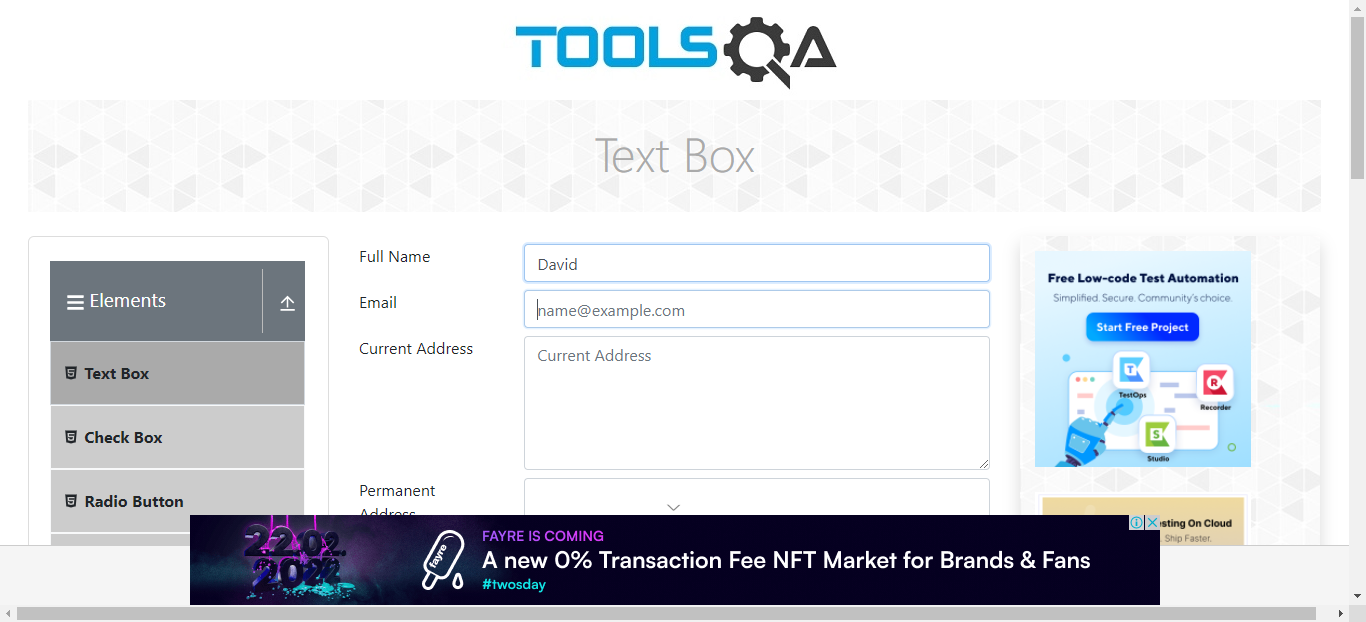 TOOLSQA
Text Box
Elements
Text Box
Check Box
Radio Button
Full Name
David
Email
name@example.com
Current Address
Current Address
Permanent
Address
Free Low-code Test Automation
Simplified. Secure. Community's choice.
Start Free Project
TestOps
Recorder
Studio
esting On Cloud
. Ship Faster.
22.02.
2022
fayre
FAYRE IS COMING
A new 0% Transaction Fee NFT Market for Brands & Fans
#twosday